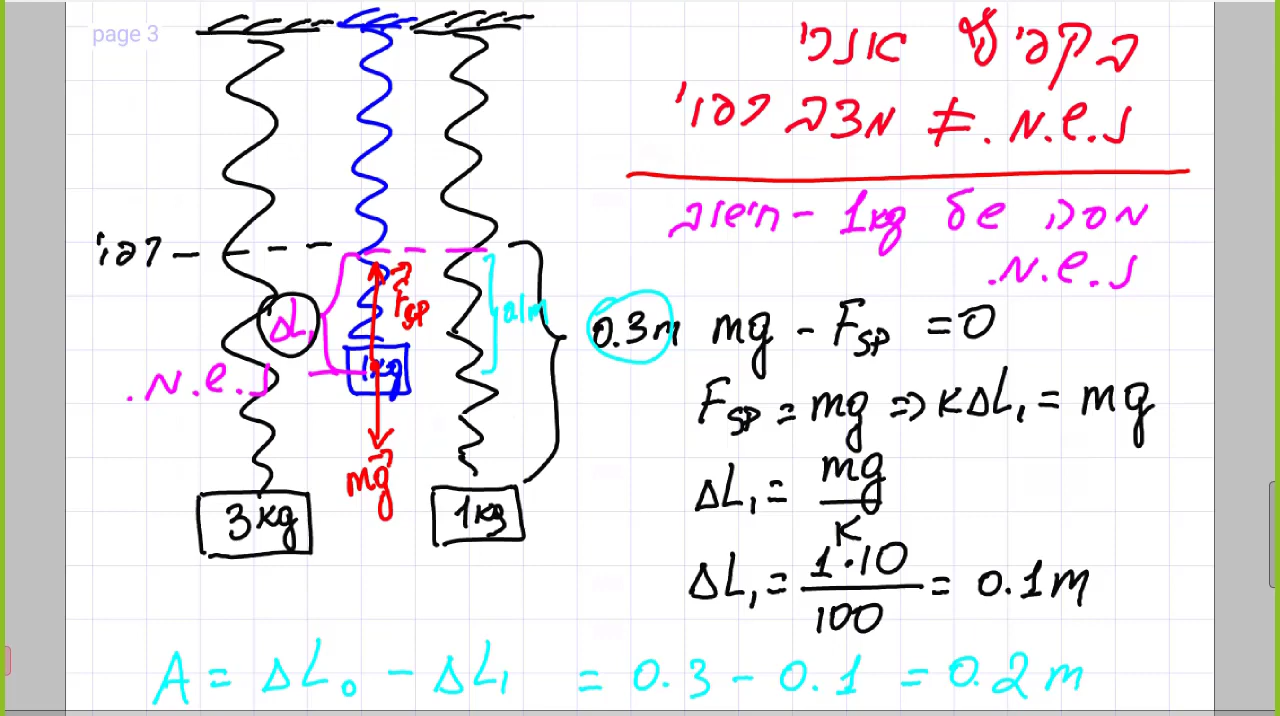 page 3
בקפיץ אנכי
נ.ש.מ. ≠ מצב רפוי
מסה של 1kg - חישוב
נ.ש.מ.
רפוי
ΔL₁
F⃗sp
0.1m
0.3m
mg - Fsp = 0
נ.ש.מ.
1kg
Fsp = mg ⇒ KΔL₁ = mg
mg⃗
ΔL₁ = mg/K
3kg
1kg
ΔL₁ = 1·10/100 = 0.1m
A = ΔL₀ - ΔL₁ = 0.3 - 0.1 = 0.2m